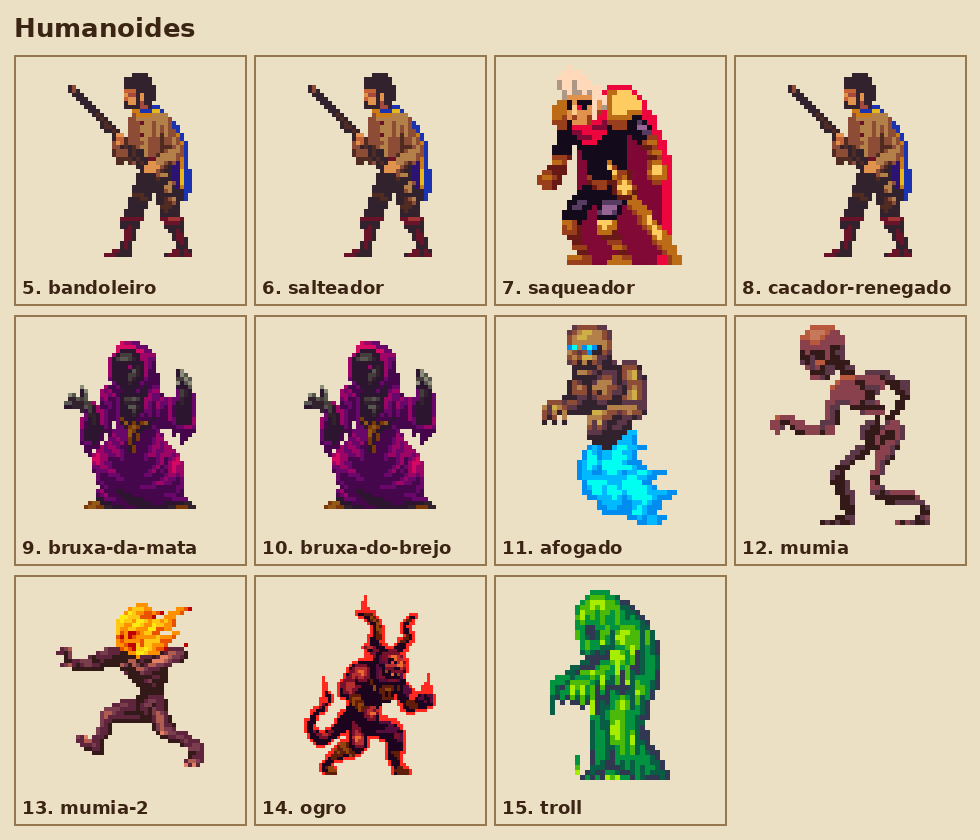 Humanoides
5. bandoleiro
6. salteador
7. saqueador
8. cacador-renegado
9. bruxa-da-mata
10. bruxa-do-brejo
11. afogado
12. mumia
13. mumia-2
14. ogro
15. troll